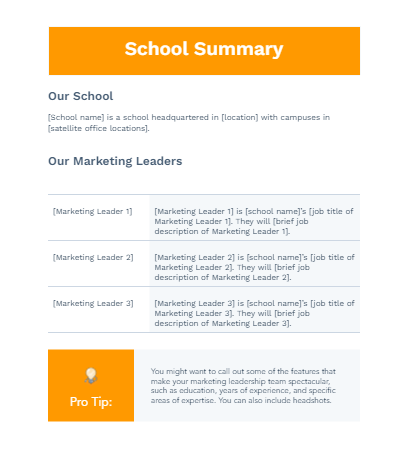 School Summary
Our School
[School name] is a school headquartered in [location] with campuses in
[satellite office locations].
Our Marketing Leaders
[Marketing Leader 1]
[Marketing Leader 1] is [school name]'s [job title of
Marketing Leader 1]. They will [brief job
description of Marketing Leader 1].
[Marketing Leader 2]
[Marketing Leader 2] is [school name]'s [job title of
Marketing Leader 2]. They will [brief job
description of Marketing Leader 2].
[Marketing Leader 3]
[Marketing Leader 3] is [school name]'s [job title of
Marketing Leader 3]. They will [brief job
description of Marketing Leader 3].
Pro Tip:
You might want to call out some of the features that
make your marketing leadership team spectacular,
such as education, years of experience, and specific
areas of expertise. You can also include headshots.